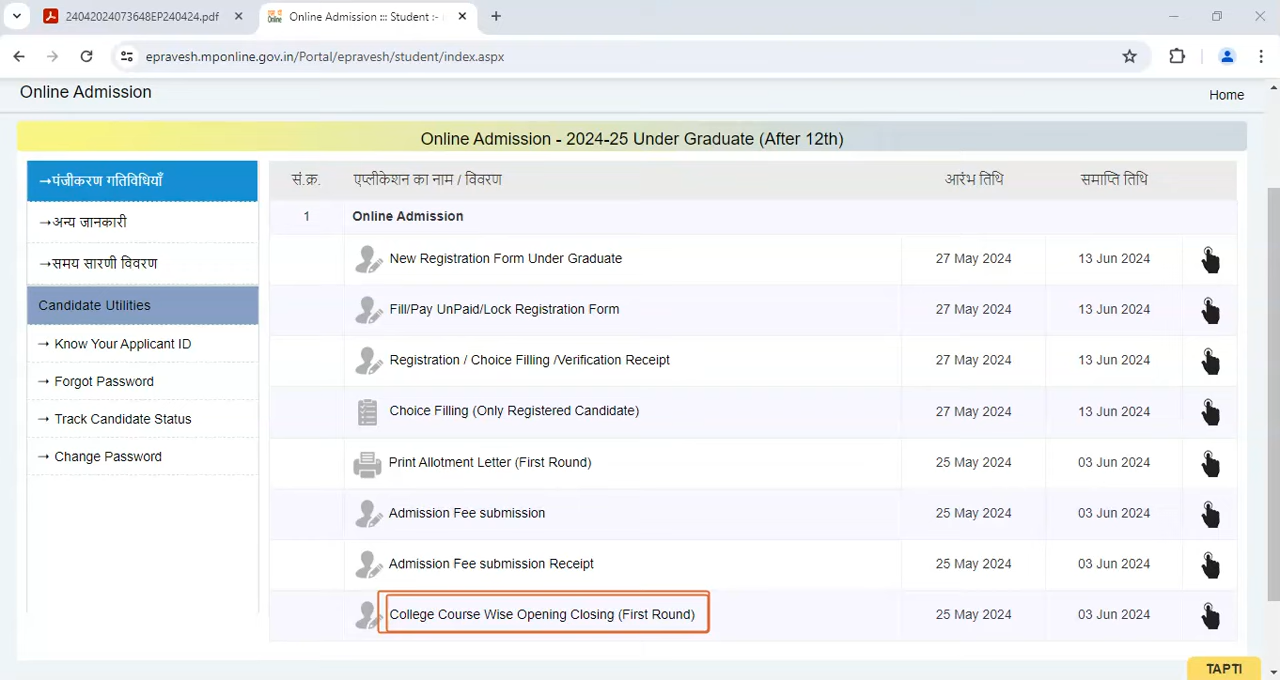 24042024073648EP240424.pdf
Online Admission ::: Student :-
epravesh.mponline.gov.in/Portal/epravesh/student/index.aspx
Online Admission
Home
Online Admission - 2024-25 Under Graduate (After 12th)
→पंजीकरण गतिविधियाँ
→अन्य जानकारी
→समय सारणी विवरण
Candidate Utilities
→ Know Your Applicant ID
→ Forgot Password
→ Track Candidate Status
→ Change Password
सं.क्र. एप्लीकेशन का नाम / विवरण आरंभ तिथि समाप्ति तिथि
1 Online Admission
New Registration Form Under Graduate 27 May 2024 13 Jun 2024
Fill/Pay UnPaid/Lock Registration Form 27 May 2024 13 Jun 2024
Registration / Choice Filling /Verification Receipt 27 May 2024 13 Jun 2024
Choice Filling (Only Registered Candidate) 27 May 2024 13 Jun 2024
Print Allotment Letter (First Round) 25 May 2024 03 Jun 2024
Admission Fee submission 25 May 2024 03 Jun 2024
Admission Fee submission Receipt 25 May 2024 03 Jun 2024
College Course Wise Opening Closing (First Round) 25 May 2024 03 Jun 2024
TAPTI